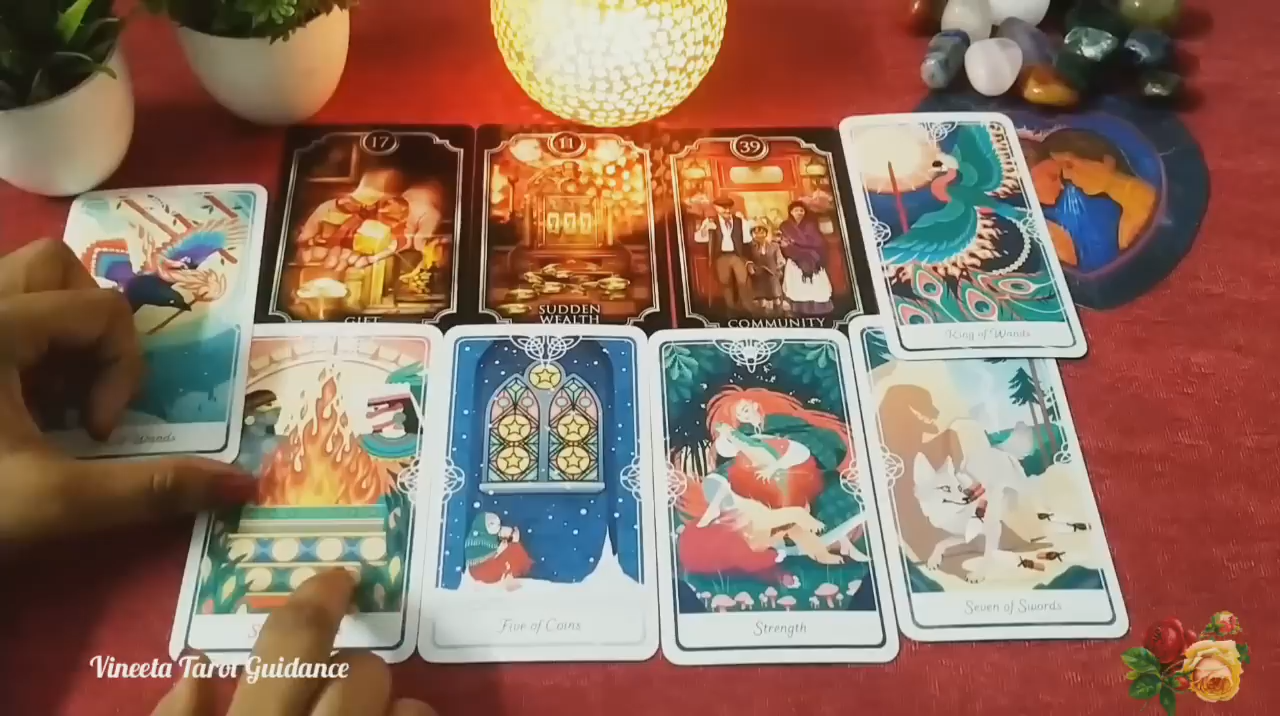 17
11
39
GIFT
SUDDEN
WEALTH
COMMUNITY
King of Wands
Wands
Five of Coins
Strength
Seven of Swords
Vineeta Tarot Guidance